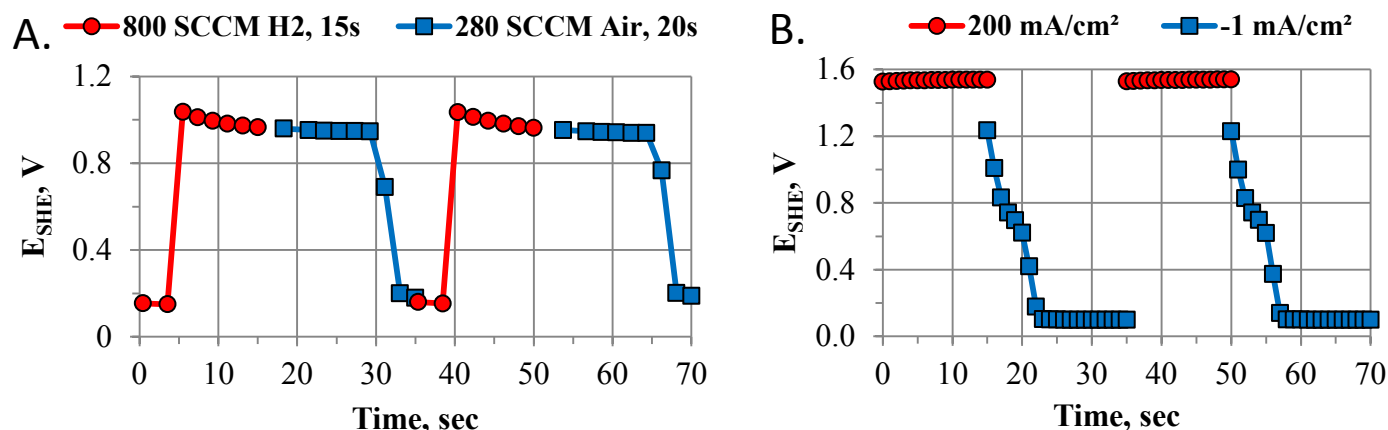 A.
800 SCCM H2, 15s
280 SCCM Air, 20s
1.2
0.8
0.4
0
E_SHE, V
0 10 20 30 40 50 60 70
Time, sec
B.
200 mA/cm²
-1 mA/cm²
1.6
1.2
0.8
0.4
0.0
E_SHE, V
0 10 20 30 40 50 60 70
Time, sec